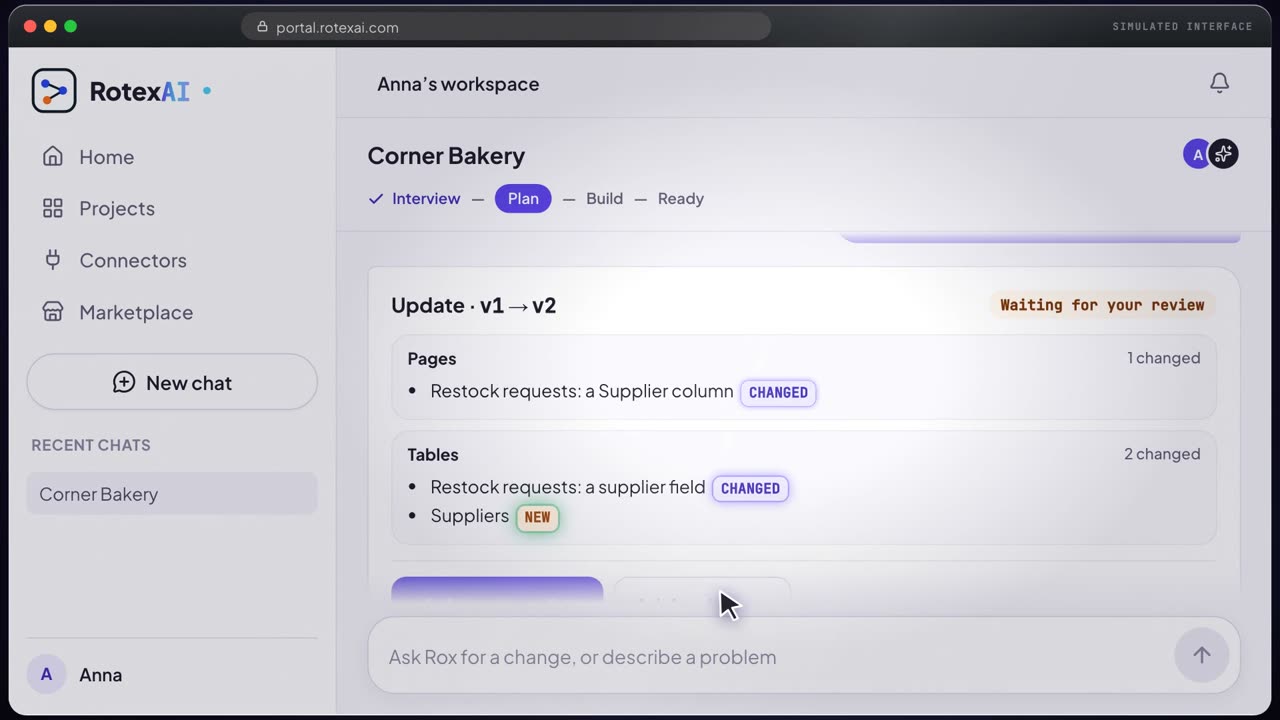 portal.rotexai.com
SIMULATED INTERFACE
RotexAI
Home
Projects
Connectors
Marketplace
New chat
RECENT CHATS
Corner Bakery
A
Anna
Anna’s workspace
Corner Bakery
A
Interview — Plan — Build — Ready
Update · v1 → v2
Waiting for your review
Pages
1 changed
• Restock requests: a Supplier column CHANGED
Tables
2 changed
• Restock requests: a supplier field CHANGED
• Suppliers NEW
Ask Rox for a change, or describe a problem